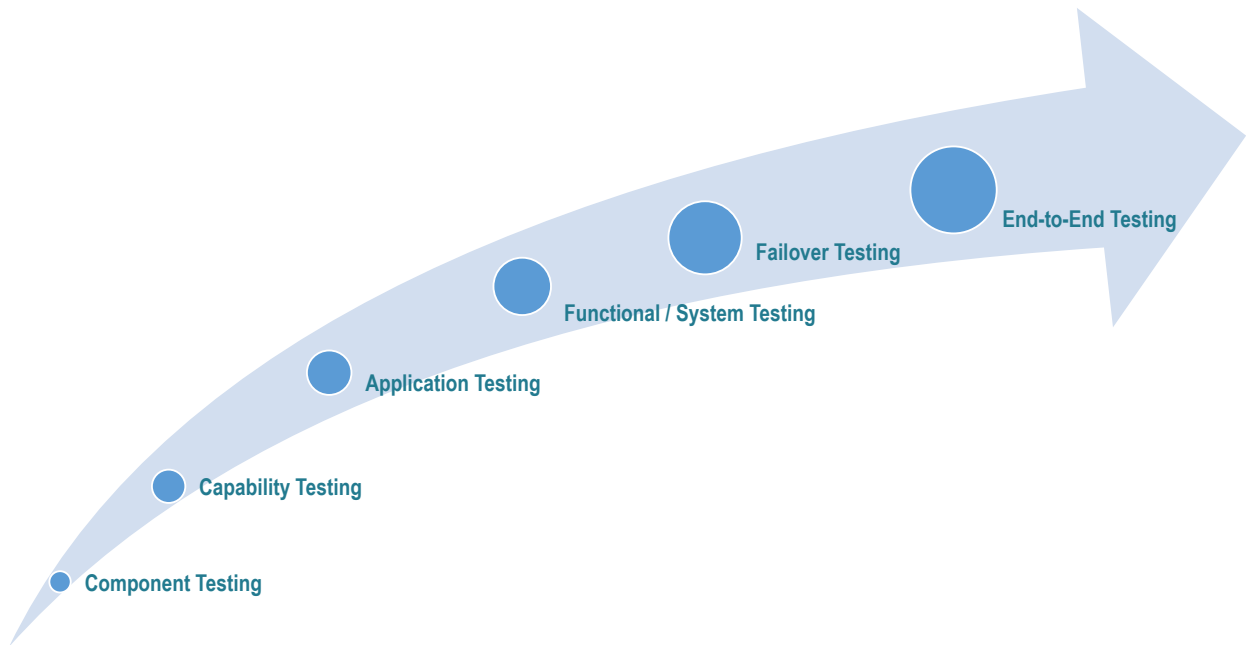 End-to-End Testing
Failover Testing
Functional / System Testing
Application Testing
Capability Testing
Component Testing